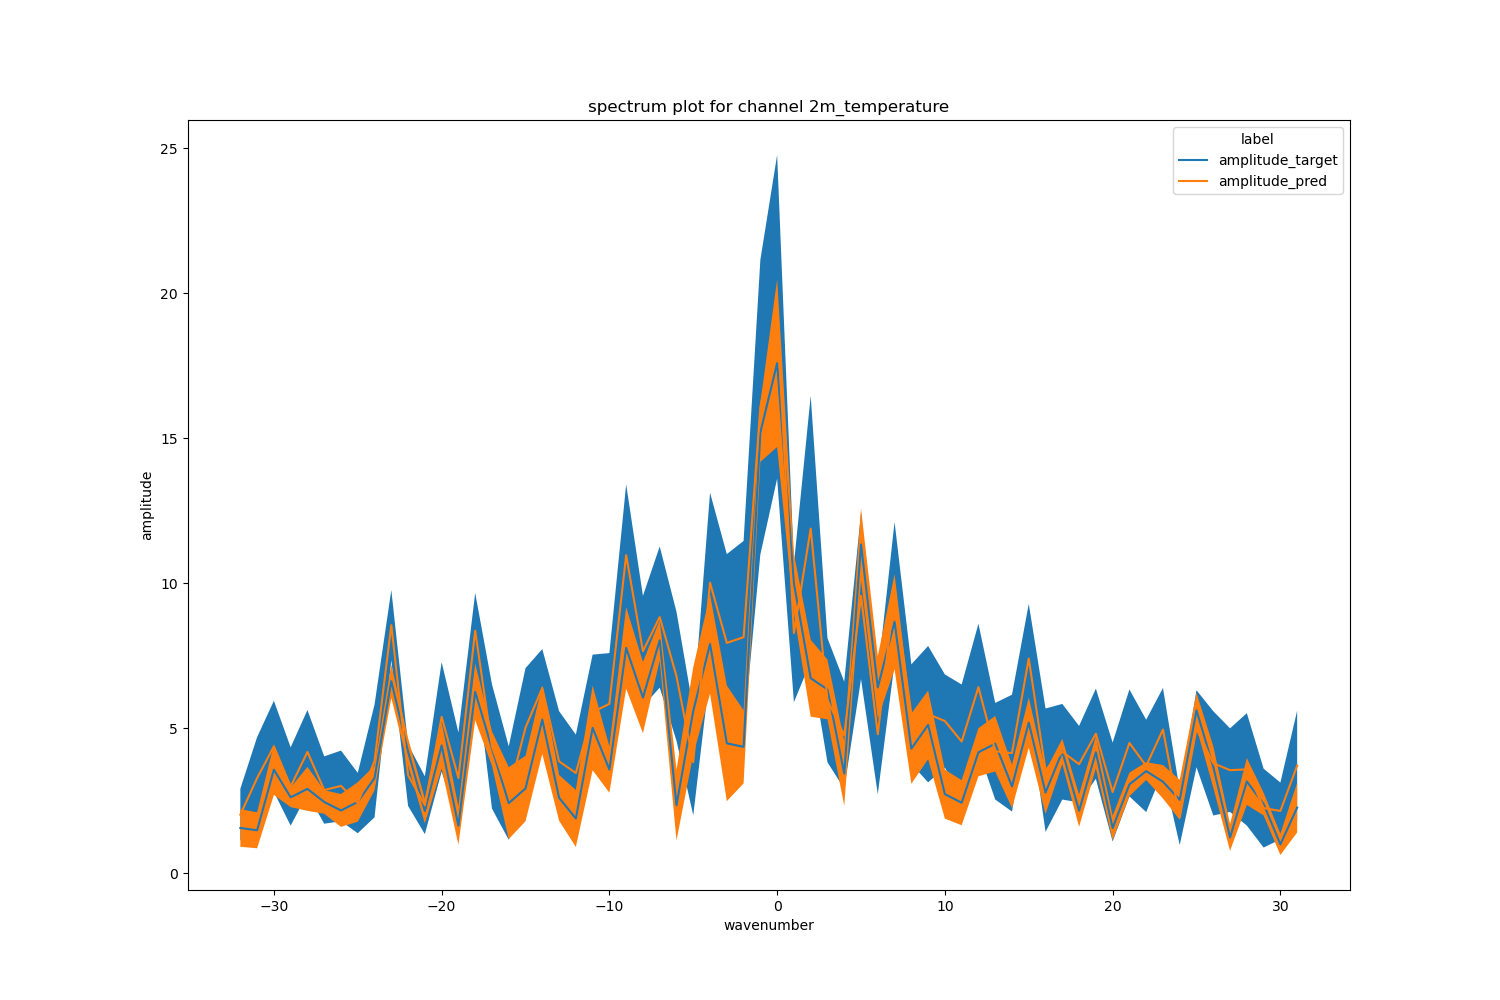 spectrum plot for channel 2m_temperature
label
amplitude_target
amplitude_pred
25
20
15
10
5
0
amplitude
−30
−20
−10
0
10
20
30
wavenumber